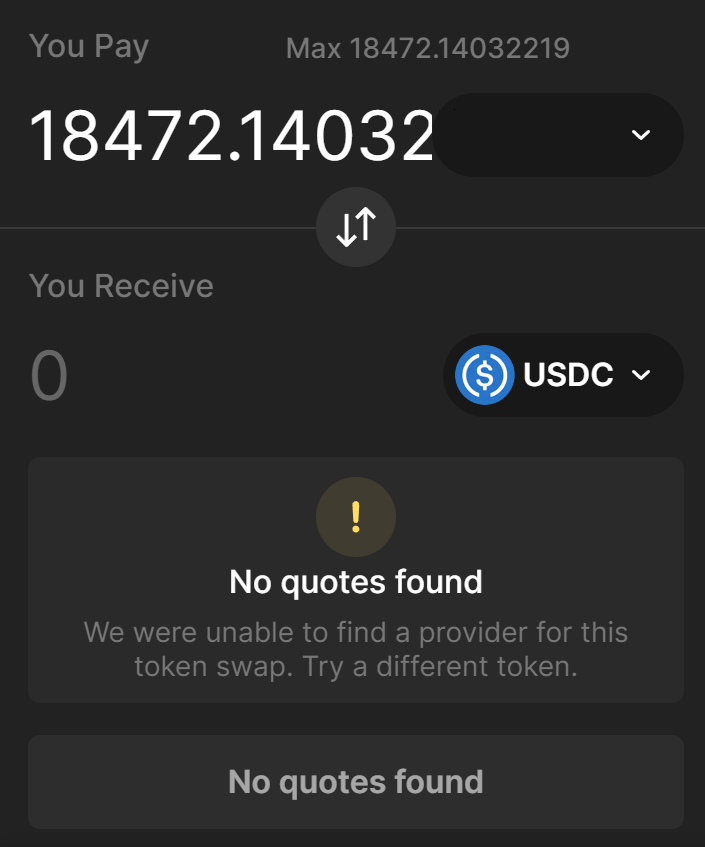 You Pay
Max 18472.14032219
18472.14032
You Receive
0
USDC
No quotes found
We were unable to find a provider for this
token swap. Try a different token.
No quotes found